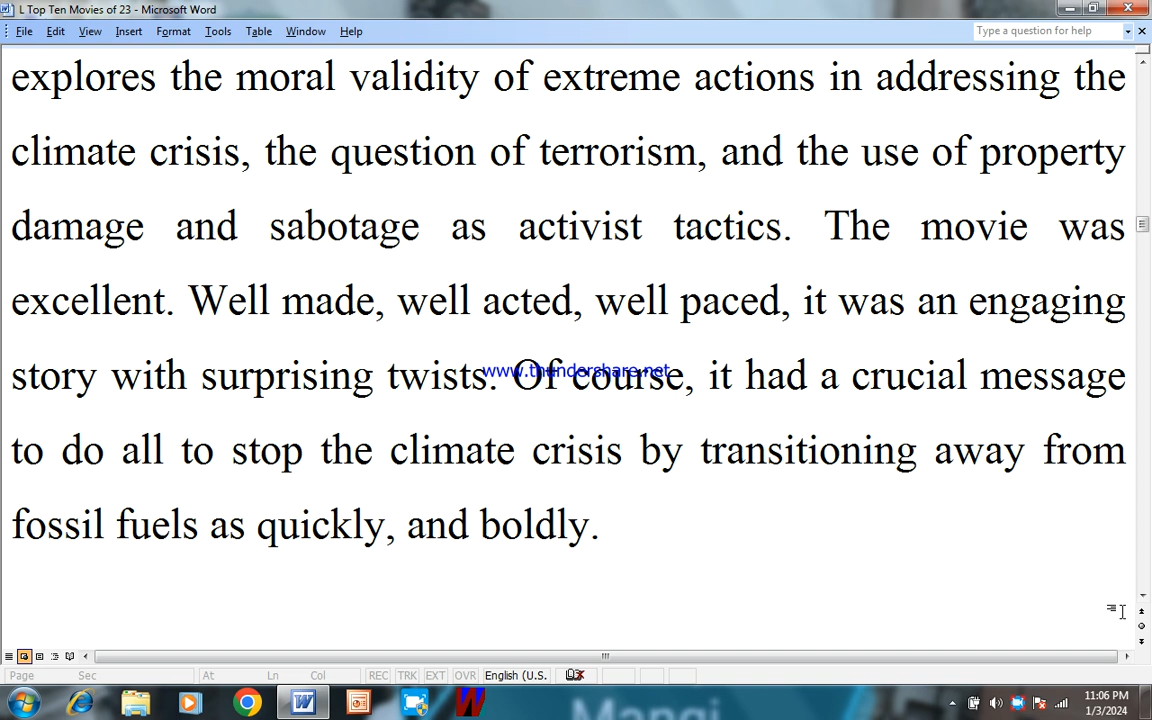 L Top Ten Movies of 23 - Microsoft Word
File Edit View Insert Format Tools Table Window Help Type a question for help
explores the moral validity of extreme actions in addressing the
climate crisis, the question of terrorism, and the use of property
damage and sabotage as activist tactics. The movie was
excellent. Well made, well acted, well paced, it was an engaging
story with surprising twists. Of course, it had a crucial message
www.thundershare.net
to do all to stop the climate crisis by transitioning away from
fossil fuels as quickly, and boldly.
Page Sec At Ln Col REC TRK EXT OVR English (U.S.
Mangi
11:06 PM
1/3/2024